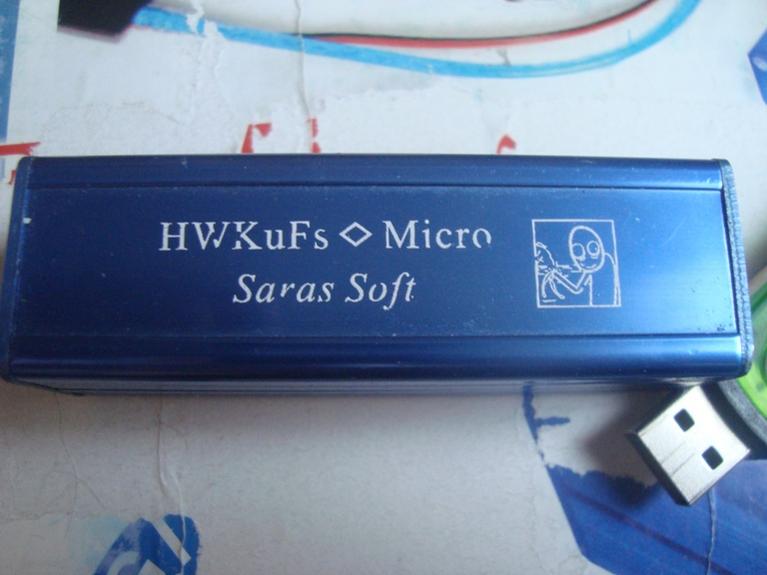 HWKuFs ◇ Micro
Saras Soft